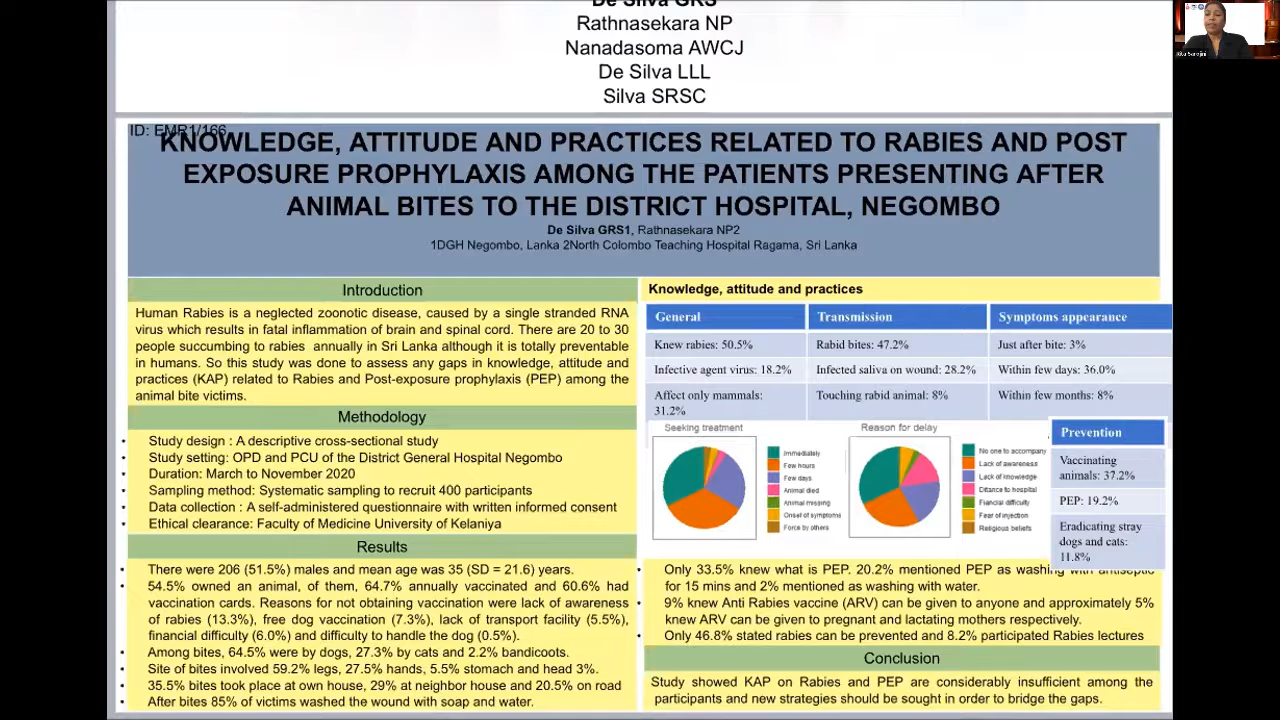 De Silva GRS
Rathnasekara NP
Nanadasoma AWCJ
De Silva LLL
Silva SRSC
ID: EMR1/166
KNOWLEDGE, ATTITUDE AND PRACTICES RELATED TO RABIES AND POST
EXPOSURE PROPHYLAXIS AMONG THE PATIENTS PRESENTING AFTER
ANIMAL BITES TO THE DISTRICT HOSPITAL, NEGOMBO
De Silva GRS1, Rathnasekara NP2
1DGH Negombo, Lanka 2North Colombo Teaching Hospital Ragama, Sri Lanka
Introduction
Human Rabies is a neglected zoonotic disease, caused by a single stranded RNA
virus which results in fatal inflammation of brain and spinal cord. There are 20 to 30
people succumbing to rabies annually in Sri Lanka although it is totally preventable
in humans. So this study was done to assess any gaps in knowledge, attitude and
practices (KAP) related to Rabies and Post-exposure prophylaxis (PEP) among the
animal bite victims.
Methodology
• Study design : A descriptive cross-sectional study
• Study setting: OPD and PCU of the District General Hospital Negombo
• Duration: March to November 2020
• Sampling method: Systematic sampling to recruit 400 participants
• Data collection : A self-administered questionnaire with written informed consent
• Ethical clearance: Faculty of Medicine University of Kelaniya
Results
• There were 206 (51.5%) males and mean age was 35 (SD = 21.6) years.
• 54.5% owned an animal, of them, 64.7% annually vaccinated and 60.6% had
vaccination cards. Reasons for not obtaining vaccination were lack of awareness
of rabies (13.3%), free dog vaccination (7.3%), lack of transport facility (5.5%),
financial difficulty (6.0%) and difficulty to handle the dog (0.5%).
• Among bites, 64.5% were by dogs, 27.3% by cats and 2.2% bandicoots.
• Site of bites involved 59.2% legs, 27.5% hands, 5.5% stomach and head 3%.
• 35.5% bites took place at own house, 29% at neighbor house and 20.5% on road
• After bites 85% of victims washed the wound with soap and water.
Knowledge, attitude and practices
General
Transmission
Symptoms appearance
Knew rabies: 50.5%
Rabid bites: 47.2%
Just after bite: 3%
Infective agent virus: 18.2%
Infected saliva on wound: 28.2%
Within few days: 36.0%
Affect only mammals:
31.2%
Touching rabid animal: 8%
Within few months: 8%
Seeking treatment
Immediately
Few hours
Few days
Animal died
Animal missing
Onset of symptoms
Force by others
Reason for delay
No one to accompany
Lack of awareness
Lack of knowledge
Ditance to hospital
Fiancial difficulty
Fear of injection
Religious beliefs
Prevention
Vaccinating
animals: 37.2%
PEP: 19.2%
Eradicating stray
dogs and cats:
11.8%
• Only 33.5% knew what is PEP. 20.2% mentioned PEP as washing with antiseptic
for 15 mins and 2% mentioned as washing with water.
• 9% knew Anti Rabies vaccine (ARV) can be given to anyone and approximately 5%
knew ARV can be given to pregnant and lactating mothers respectively.
• Only 46.8% stated rabies can be prevented and 8.2% participated Rabies lectures
Conclusion
Study showed KAP on Rabies and PEP are considerably insufficient among the
participants and new strategies should be sought in order to bridge the gaps.